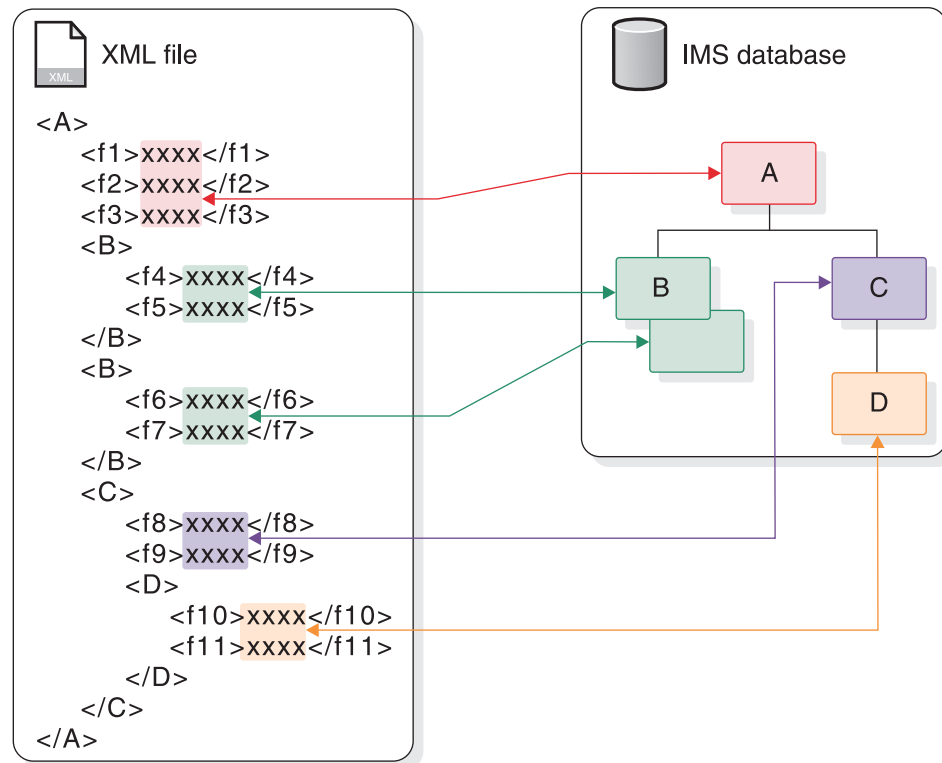 XML
XML file
<A>
<f1>xxxx</f1>
<f2>xxxx</f2>
<f3>xxxx</f3>
<B>
<f4>xxxx</f4>
<f5>xxxx</f5>
</B>
<B>
<f6>xxxx</f6>
<f7>xxxx</f7>
</B>
<C>
<f8>xxxx</f8>
<f9>xxxx</f9>
<D>
<f10>xxxx</f10>
<f11>xxxx</f11>
</D>
</C>
</A>
IMS database
A
B
C
D